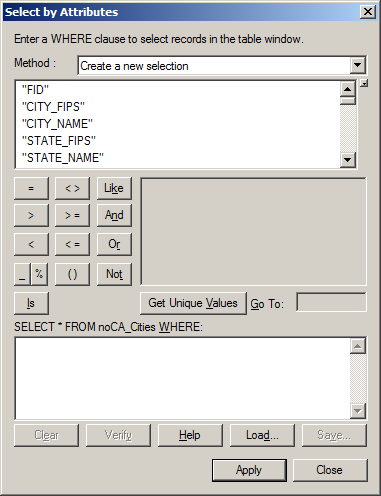 Select by Attributes
Enter a WHERE clause to select records in the table window.
Method : Create a new selection
"FID"
"CITY_FIPS"
"CITY_NAME"
"STATE_FIPS"
"STATE_NAME"
= < > Like
> > = And
< < = Or
_ % ( ) Not
Is Get Unique Values Go To:
SELECT * FROM noCA_Cities WHERE:
Clear Verify Help Load... Save...
Apply Close